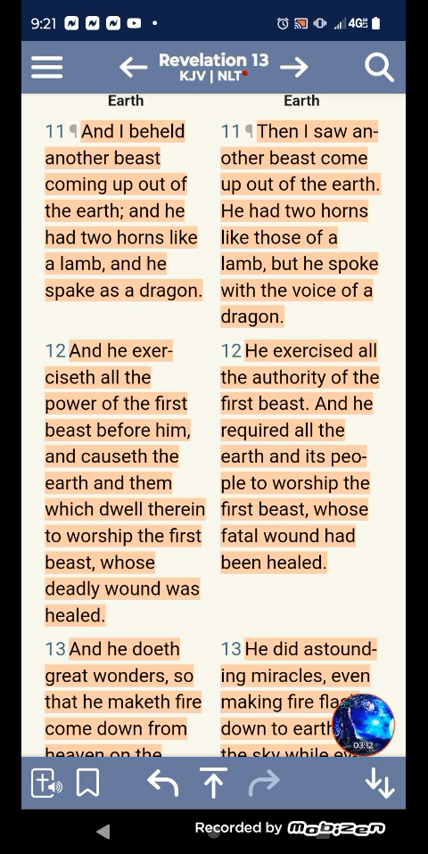 9:21
4G
Revelation 13
KJV | NLT
Earth
11 ¶ And I beheld
another beast
coming up out of
the earth; and he
had two horns like
a lamb, and he
spake as a dragon.
12 And he exer-
ciseth all the
power of the first
beast before him,
and causeth the
earth and them
which dwell therein
to worship the first
beast, whose
deadly wound was
healed.
13 And he doeth
great wonders, so
that he maketh fire
come down from
heaven on the
Earth
11 ¶ Then I saw an-
other beast come
up out of the earth.
He had two horns
like those of a
lamb, but he spoke
with the voice of a
dragon.
12 He exercised all
the authority of the
first beast. And he
required all the
earth and its peo-
ple to worship the
first beast, whose
fatal wound had
been healed.
13 He did astound-
ing miracles, even
making fire
down to earth
the sky while
03:12
Recorded by Mobizen